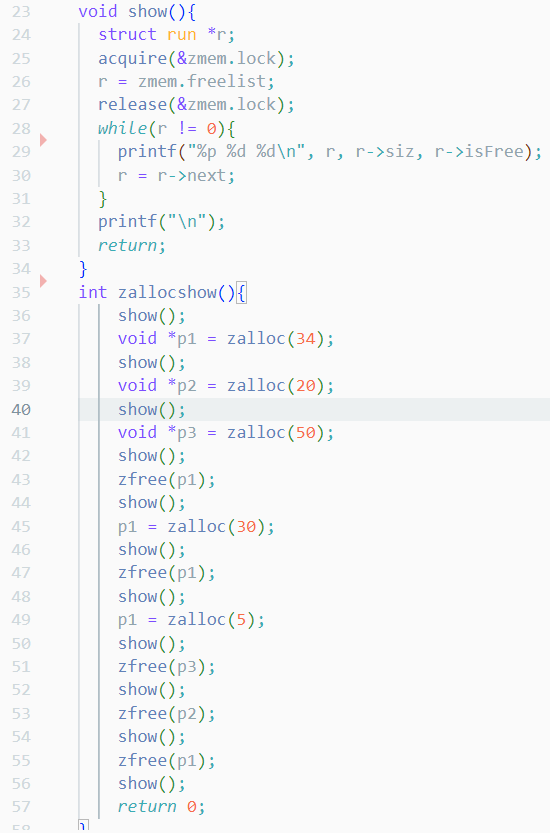 23 void show(){
24 struct run *r;
25 acquire(&zmem.lock);
26 r = zmem.freelist;
27 release(&zmem.lock);
28 while(r != 0){
29 printf("%p %d %d\n", r, r->siz, r->isFree);
30 r = r->next;
31 }
32 printf("\n");
33 return;
34 }
35 int zallocshow(){
36 show();
37 void *p1 = zalloc(34);
38 show();
39 void *p2 = zalloc(20);
40 show();
41 void *p3 = zalloc(50);
42 show();
43 zfree(p1);
44 show();
45 p1 = zalloc(30);
46 show();
47 zfree(p1);
48 show();
49 p1 = zalloc(5);
50 show();
51 zfree(p3);
52 show();
53 zfree(p2);
54 show();
55 zfree(p1);
56 show();
57 return 0;
58 }